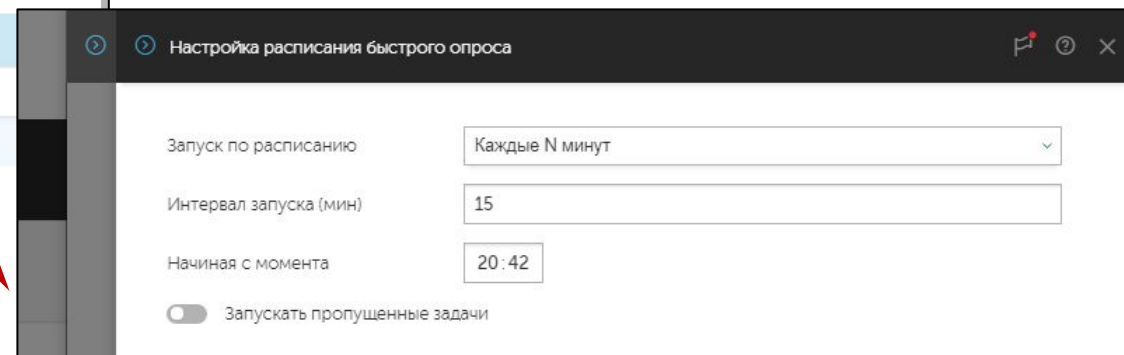 Настройка расписания быстрого опроса
Запуск по расписанию Каждые N минут
Интервал запуска (мин) 15
Начиная с момента 20:42
Запускать пропущенные задачи